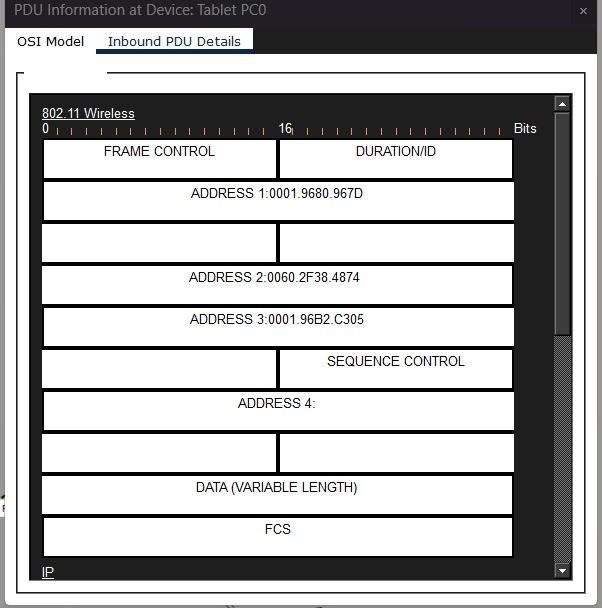 PDU Information at Device: Tablet PC0 ×
OSI Model Inbound PDU Details
802.11 Wireless
0 16 Bits
FRAME CONTROL DURATION/ID
ADDRESS 1:0001.9680.967D
ADDRESS 2:0060.2F38.4874
ADDRESS 3:0001.96B2.C305
SEQUENCE CONTROL
ADDRESS 4:
DATA (VARIABLE LENGTH)
FCS
IP